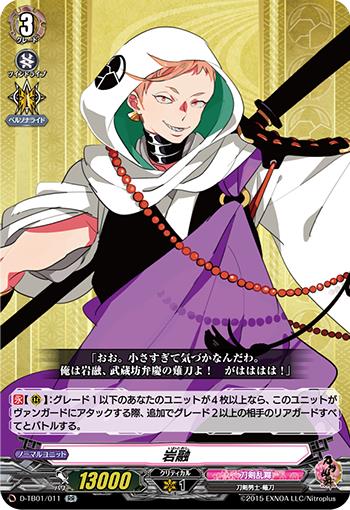 3
グレード
ツインドライブ
ペルソナライド
「おお。小さすぎて気づかなんだわ。
俺は岩融、武蔵坊弁慶の薙刀よ！ がはははは！」
【永】【(V)】：グレード１以下のあなたのユニットが４枚以上なら、このユニットが
ヴァンガードにアタックする際、追加でグレード２以上の相手のリアガードすべ
てとバトルする。
ノーマルユニット
いわとおし
岩融
D-TB01/011 RR
パワー 13000
クリティカル
1
刀剣乱舞
刀剣男士・薙刀
©2015 EXNOA LLC/Nitroplus